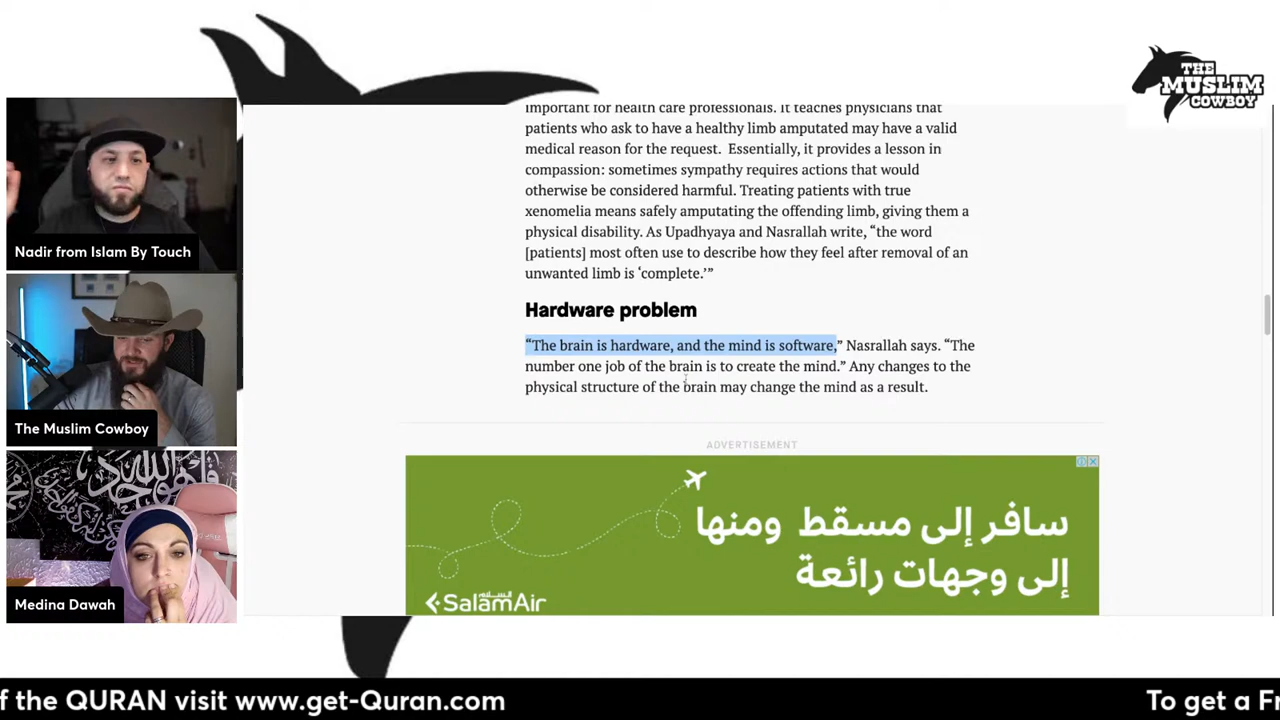 THE
MUSLIM
COWBOY
Nadir from Islam By Touch
The Muslim Cowboy
Medina Dawah
important for health care professionals. It teaches physicians that
patients who ask to have a healthy limb amputated may have a valid
medical reason for the request.  Essentially, it provides a lesson in
compassion: sometimes sympathy requires actions that would
otherwise be considered harmful. Treating patients with true
xenomelia means safely amputating the offending limb, giving them a
physical disability. As Upadhyaya and Nasrallah write, “the word
[patients] most often use to describe how they feel after removal of an
unwanted limb is ‘complete.’”
Hardware problem
“The brain is hardware, and the mind is software,” Nasrallah says. “The
number one job of the brain is to create the mind.” Any changes to the
physical structure of the brain may change the mind as a result.
ADVERTISEMENT
سافر إلى مسقط ومنها
إلى وجهات رائعة
SalamAir
f the QURAN visit www.get-Quran.com
To get a Fr